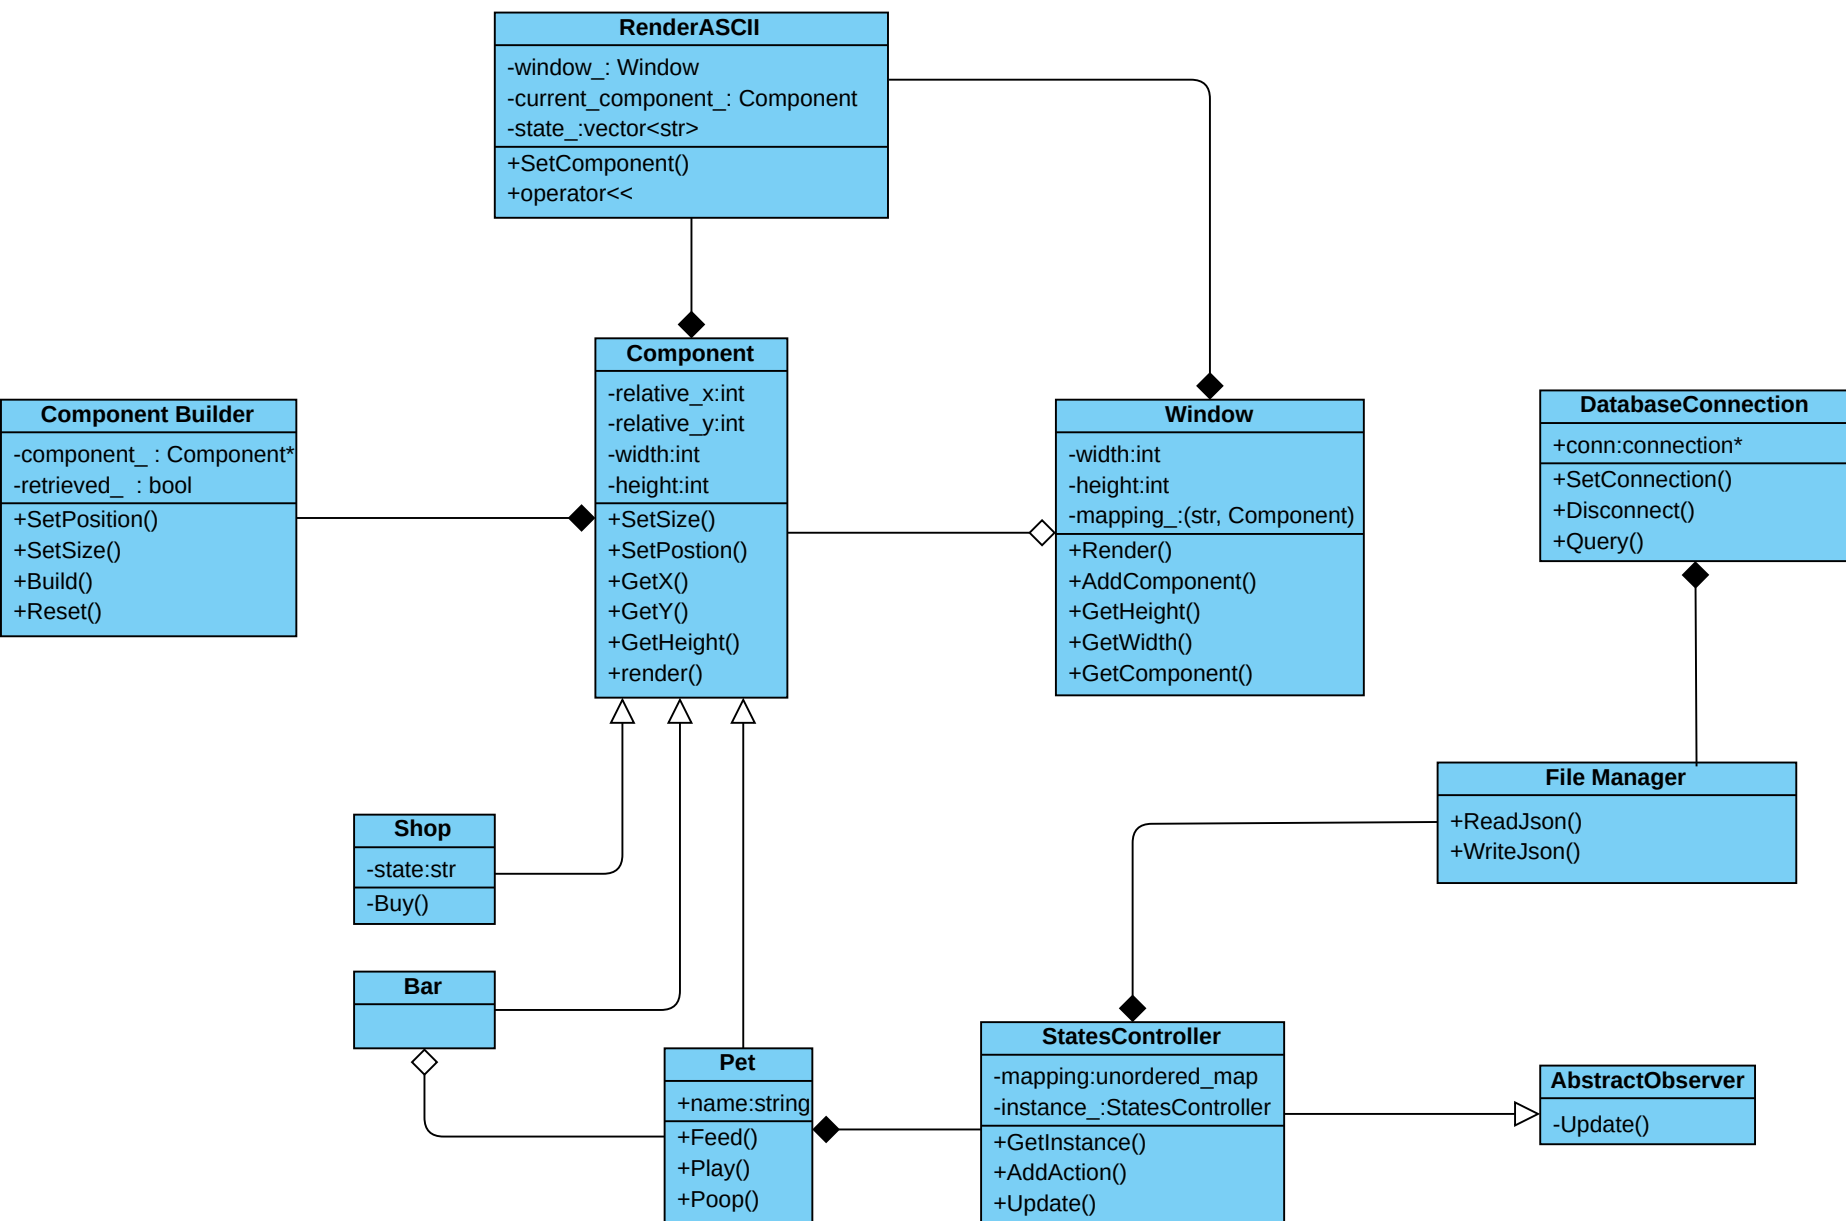 RenderASCII
-window_: Window
-current_component_: Component
-state_:vector<str>
+SetComponent()
+operator<<
Component
-relative_x:int
-relative_y:int
-width:int
-height:int
+SetSize()
+SetPostion()
+GetX()
+GetY()
+GetHeight()
+render()
Component Builder
-component_ : Component*
-retrieved_  : bool
+SetPosition()
+SetSize()
+Build()
+Reset()
Window
-width:int
-height:int
-mapping_:(str, Component)
+Render()
+AddComponent()
+GetHeight()
+GetWidth()
+GetComponent()
DatabaseConnection
+conn:connection*
+SetConnection()
+Disconnect()
+Query()
File Manager
+ReadJson()
+WriteJson()
Shop
-state:str
-Buy()
Bar
Pet
+name:string
+Feed()
+Play()
+Poop()
StatesController
-mapping:unordered_map
-instance_:StatesController
+GetInstance()
+AddAction()
+Update()
AbstractObserver
-Update()